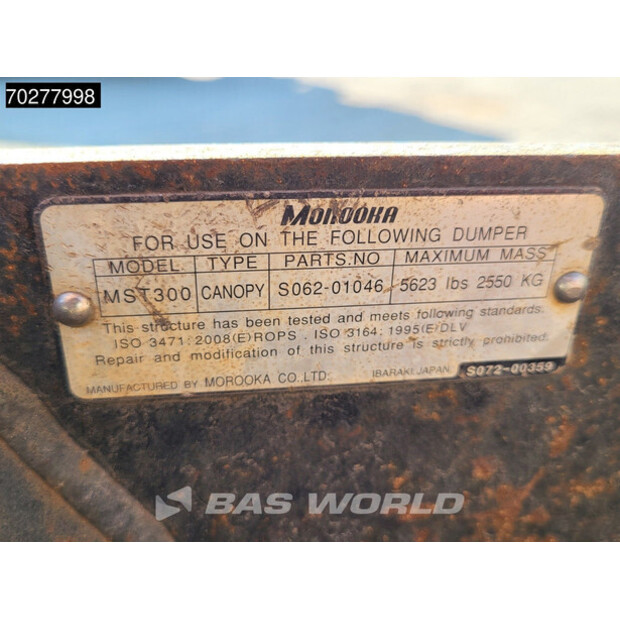 70277998
MOROOKA
FOR USE ON THE FOLLOWING DUMPER
MODEL TYPE PARTS.NO MAXIMUM MASS
MST300 CANOPY S062-01046 5623 lbs 2550 KG
This structure has been tested and meets following standards.
ISO 3471:2008(E)ROPS . ISO 3164:1995(E)DLV
Repair and modification of this structure is strictly prohibited.
MANUFACTURED BY MOROOKA CO.,LTD. IBARAKI,JAPAN. S072-00359
BAS WORLD